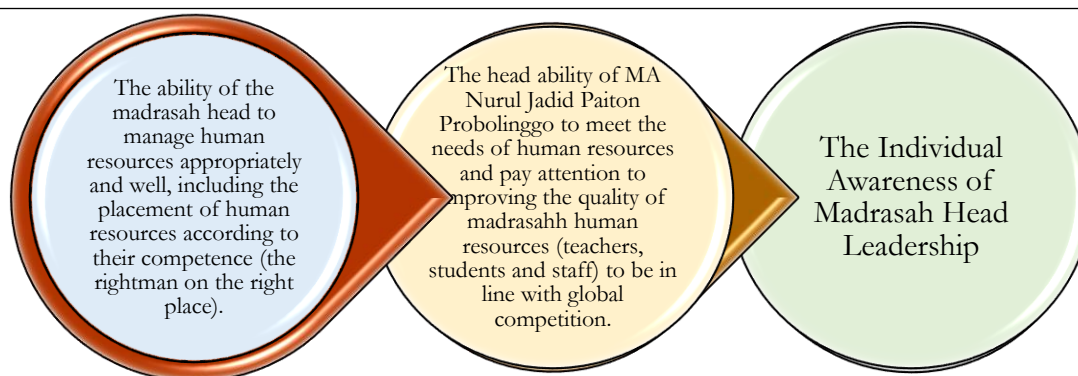 The ability of the
madrasah head to
manage human
resources appropriately
and well, including the
placement of human
resources according to
their competence (the
rightman on the right
place).
The head ability of MA
Nurul Jadid Paiton
Probolinggo to meet the
needs of human resources
and pay attention to
improving the quality of
madrasahh human
resources (teachers,
students and staff) to be in
line with global
competition.
The Individual
Awareness of
Madrasah Head
Leadership